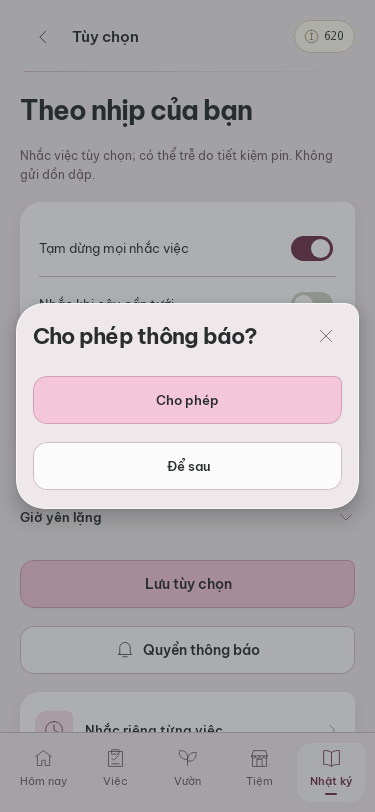 Tùy chọn
620
Theo nhịp của bạn
Nhắc việc tùy chọn; có thể trễ do tiết kiệm pin. Không
gửi dồn dập.
Tạm dừng mọi nhắc việc
Cho phép thông báo?
Cho phép
Để sau
Giờ yên lặng
Lưu tùy chọn
Quyền thông báo
Nhắc riêng từng việc
Hôm nay
Việc
Vườn
Tiệm
Nhật ký